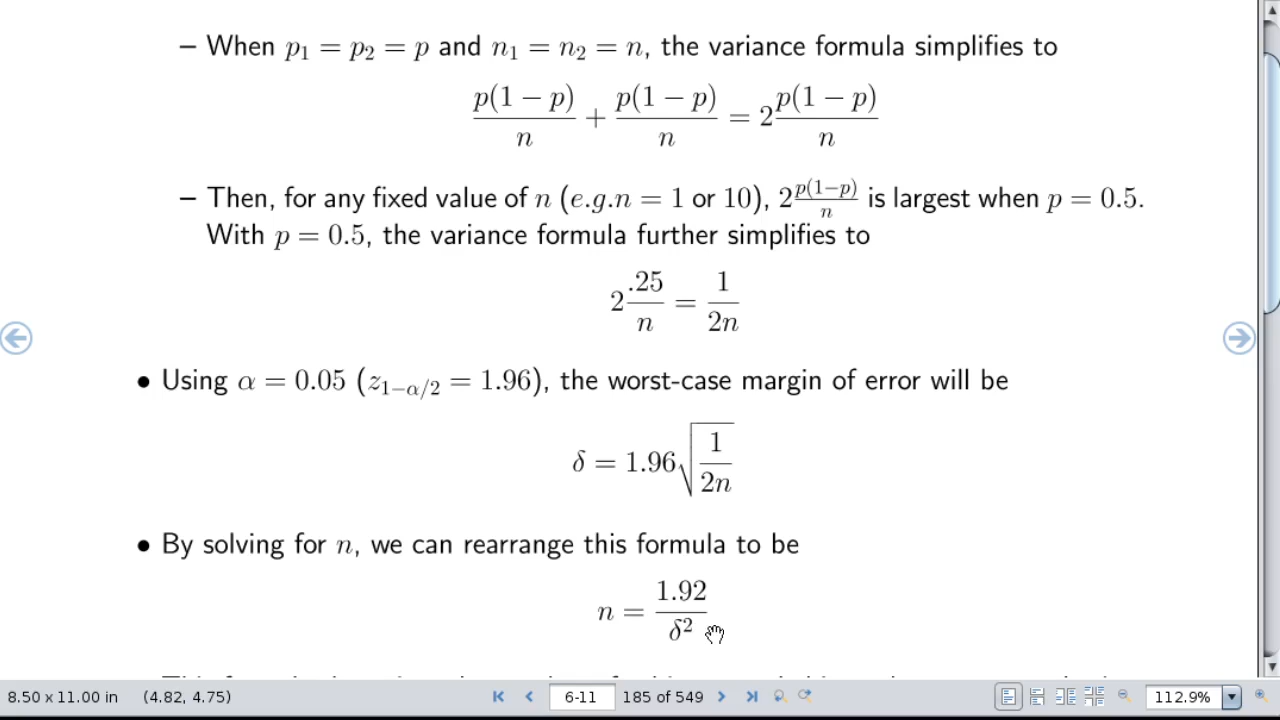 – When p₁ = p₂ = p and n₁ = n₂ = n, the variance formula simplifies to
p(1 − p)/n + p(1 − p)/n = 2 p(1 − p)/n
– Then, for any fixed value of n (e.g.n = 1 or 10), 2 p(1−p)/n is largest when p = 0.5.
With p = 0.5, the variance formula further simplifies to
2 .25/n = 1/2n
• Using α = 0.05 (z₁₋α/₂ = 1.96), the worst-case margin of error will be
δ = 1.96√(1/2n)
• By solving for n, we can rearrange this formula to be
n = 1.92/δ²
8.50 x 11.00 in (4.82, 4.75) 6-11 185 of 549 112.9%